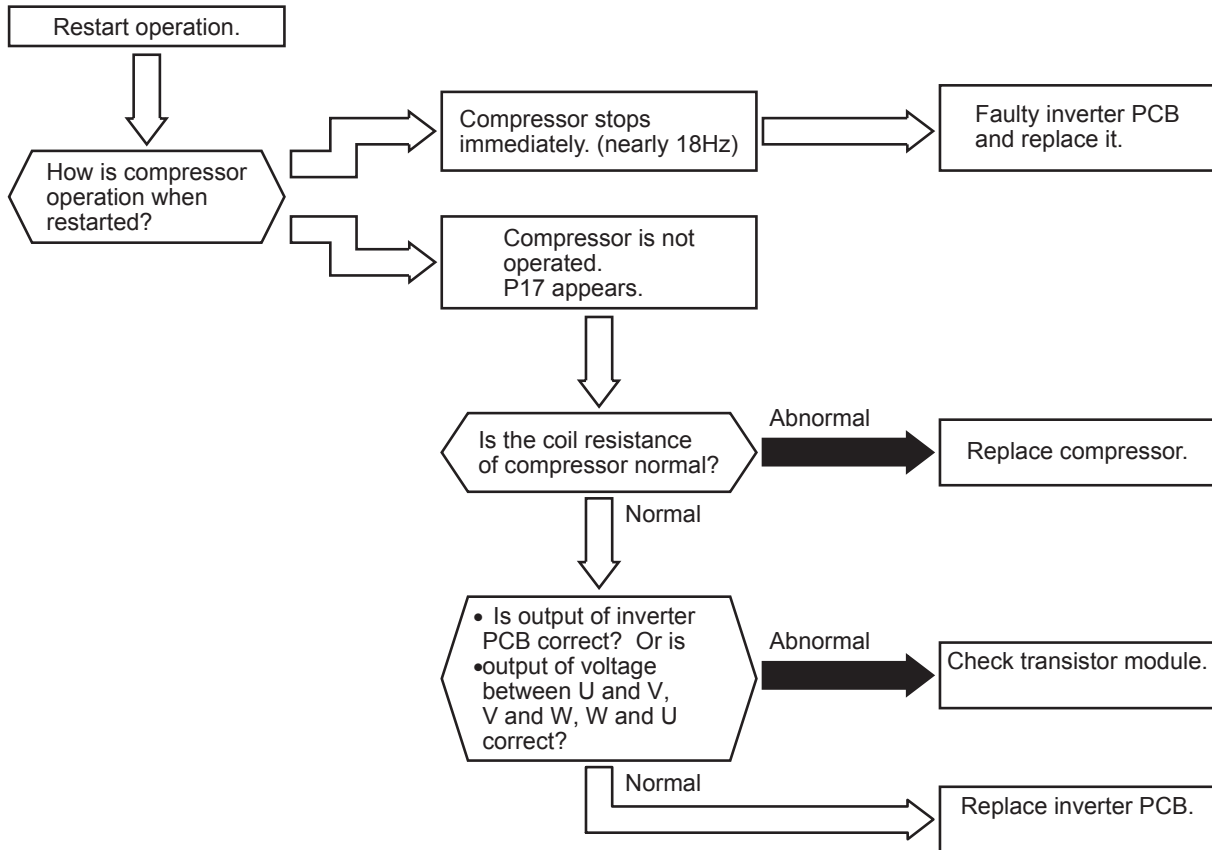 Restart operation.
Compressor stops
immediately. (nearly 18Hz)
Faulty inverter PCB
and replace it.
How is compressor
operation when
restarted?
Compressor is not
operated.
P17 appears.
Is the coil resistance
of compressor normal?
Abnormal
Replace compressor.
Normal
• Is output of inverter
PCB correct? Or is
•output of voltage
between U and V,
V and W, W and U
correct?
Abnormal
Check transistor module.
Normal
Replace inverter PCB.